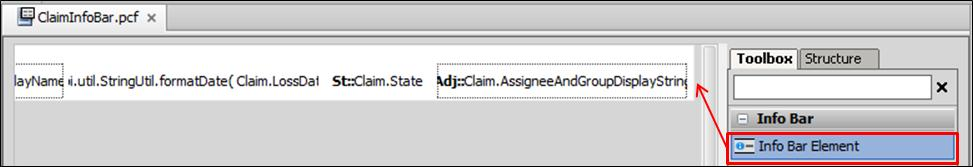 ClaimInfoBar.pcf ×
Toolbox Structure
layName ɔi.util.StringUtil.formatDate( Claim.LossDat St::Claim.State Adj::Claim.AssigneeAndGroupDisplayString
Info Bar
Info Bar Element